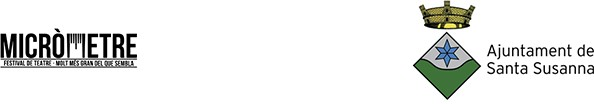 MICRÒMETRE
FESTIVAL DE TEATRE - MOLT MÉS GRAN DEL QUE SEMBLA
Ajuntament de
Santa Susanna